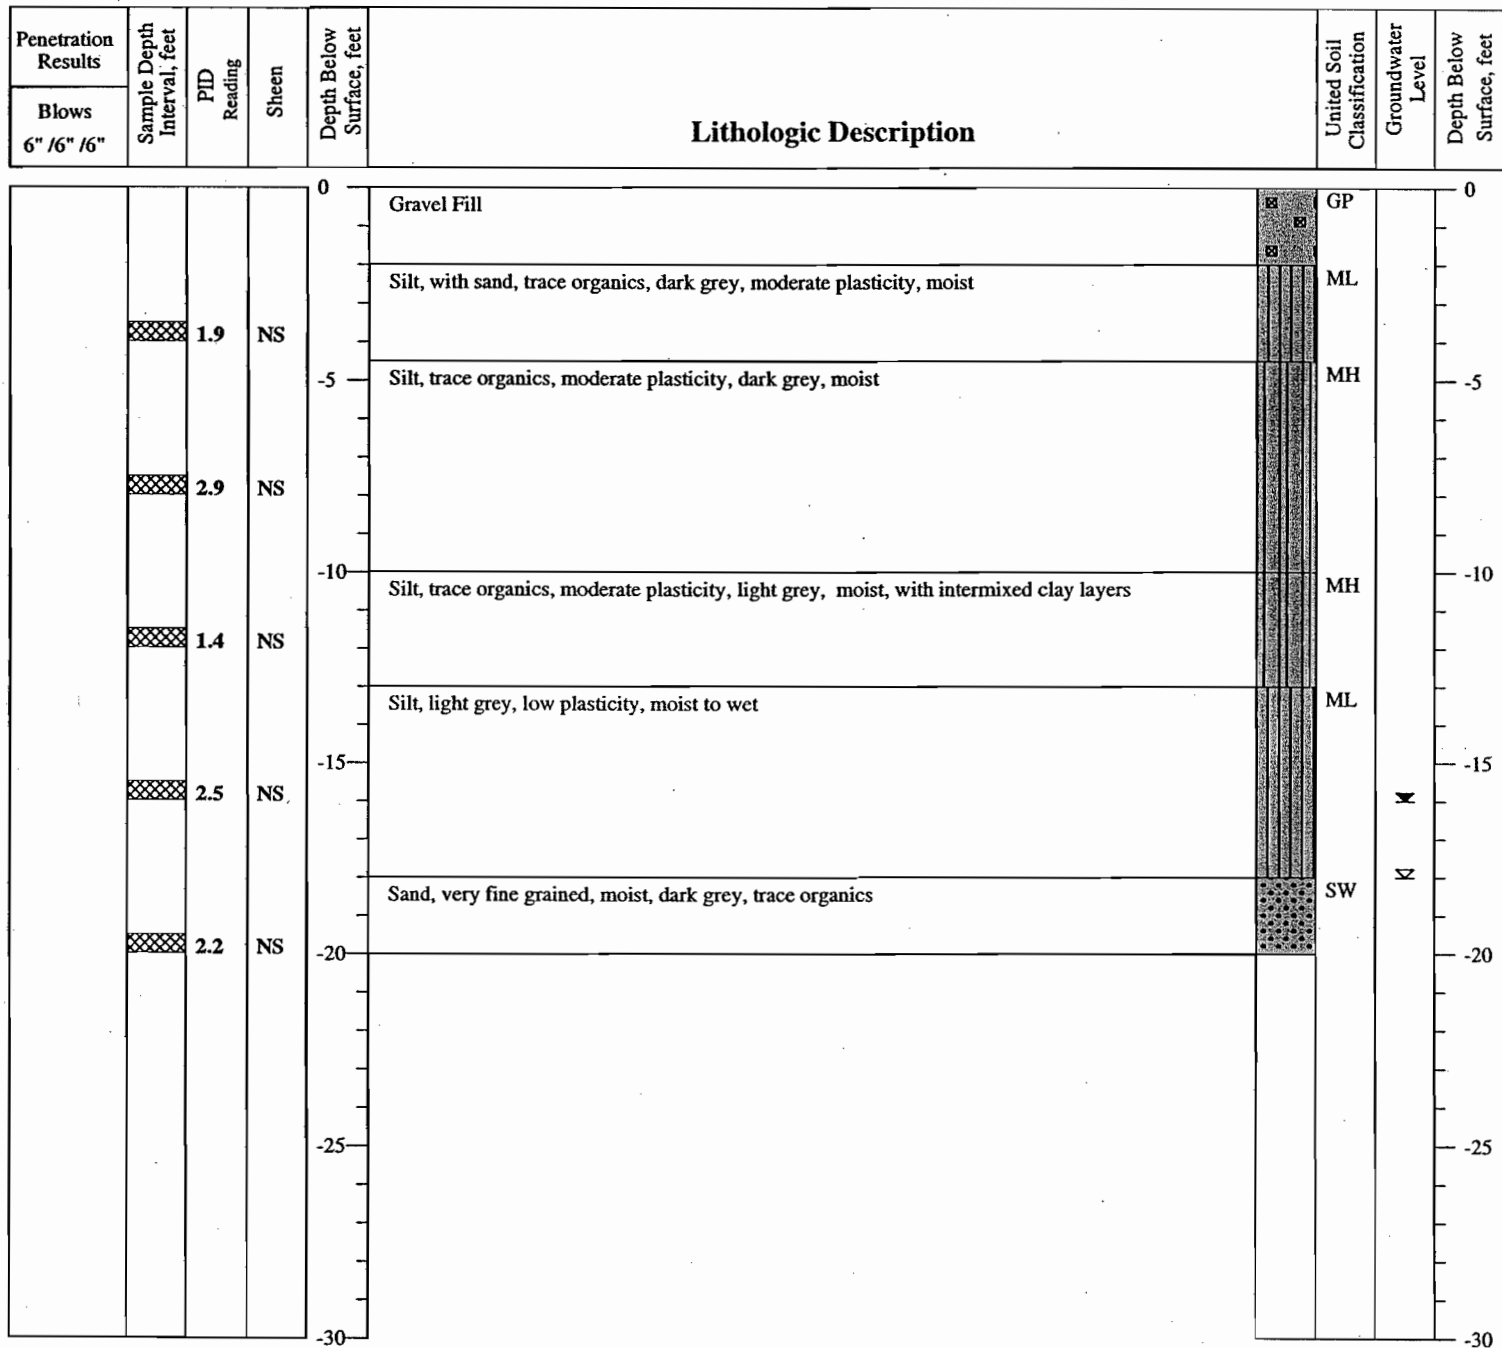 Penetration
Results
Blows
6" /6" /6"
Sample Depth
Interval, feet
PID
Reading
Sheen
Depth Below
Surface, feet
Lithologic Description
United Soil
Classification
Groundwater
Level
Depth Below
Surface, feet
0 Gravel Fill GP 0
Silt, with sand, trace organics, dark grey, moderate plasticity, moist ML
1.9 NS
-5 Silt, trace organics, moderate plasticity, dark grey, moist MH -5
2.9 NS
-10 -10
Silt, trace organics, moderate plasticity, light grey, moist, with intermixed clay layers MH
1.4 NS
Silt, light grey, low plasticity, moist to wet ML
-15 -15
2.5 NS
Sand, very fine grained, moist, dark grey, trace organics SW
2.2 NS -20 -20
-25 -25
-30 -30